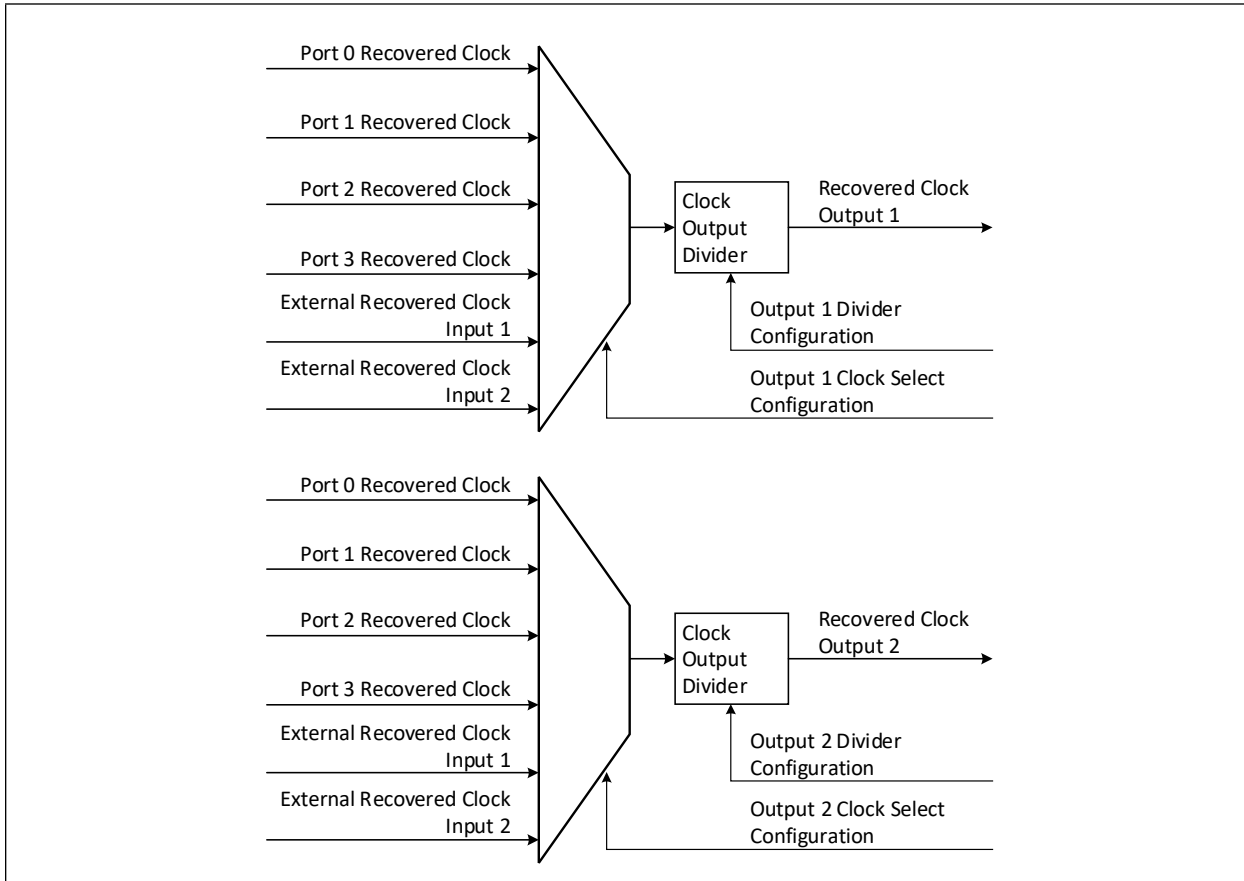 Port 0 Recovered Clock
Port 1 Recovered Clock
Port 2 Recovered Clock
Port 3 Recovered Clock
External Recovered Clock
Input 1
External Recovered Clock
Input 2
Clock
Output
Divider
Recovered Clock
Output 1
Output 1 Divider
Configuration
Output 1 Clock Select
Configuration
Port 0 Recovered Clock
Port 1 Recovered Clock
Port 2 Recovered Clock
Port 3 Recovered Clock
External Recovered Clock
Input 1
External Recovered Clock
Input 2
Clock
Output
Divider
Recovered Clock
Output 2
Output 2 Divider
Configuration
Output 2 Clock Select
Configuration